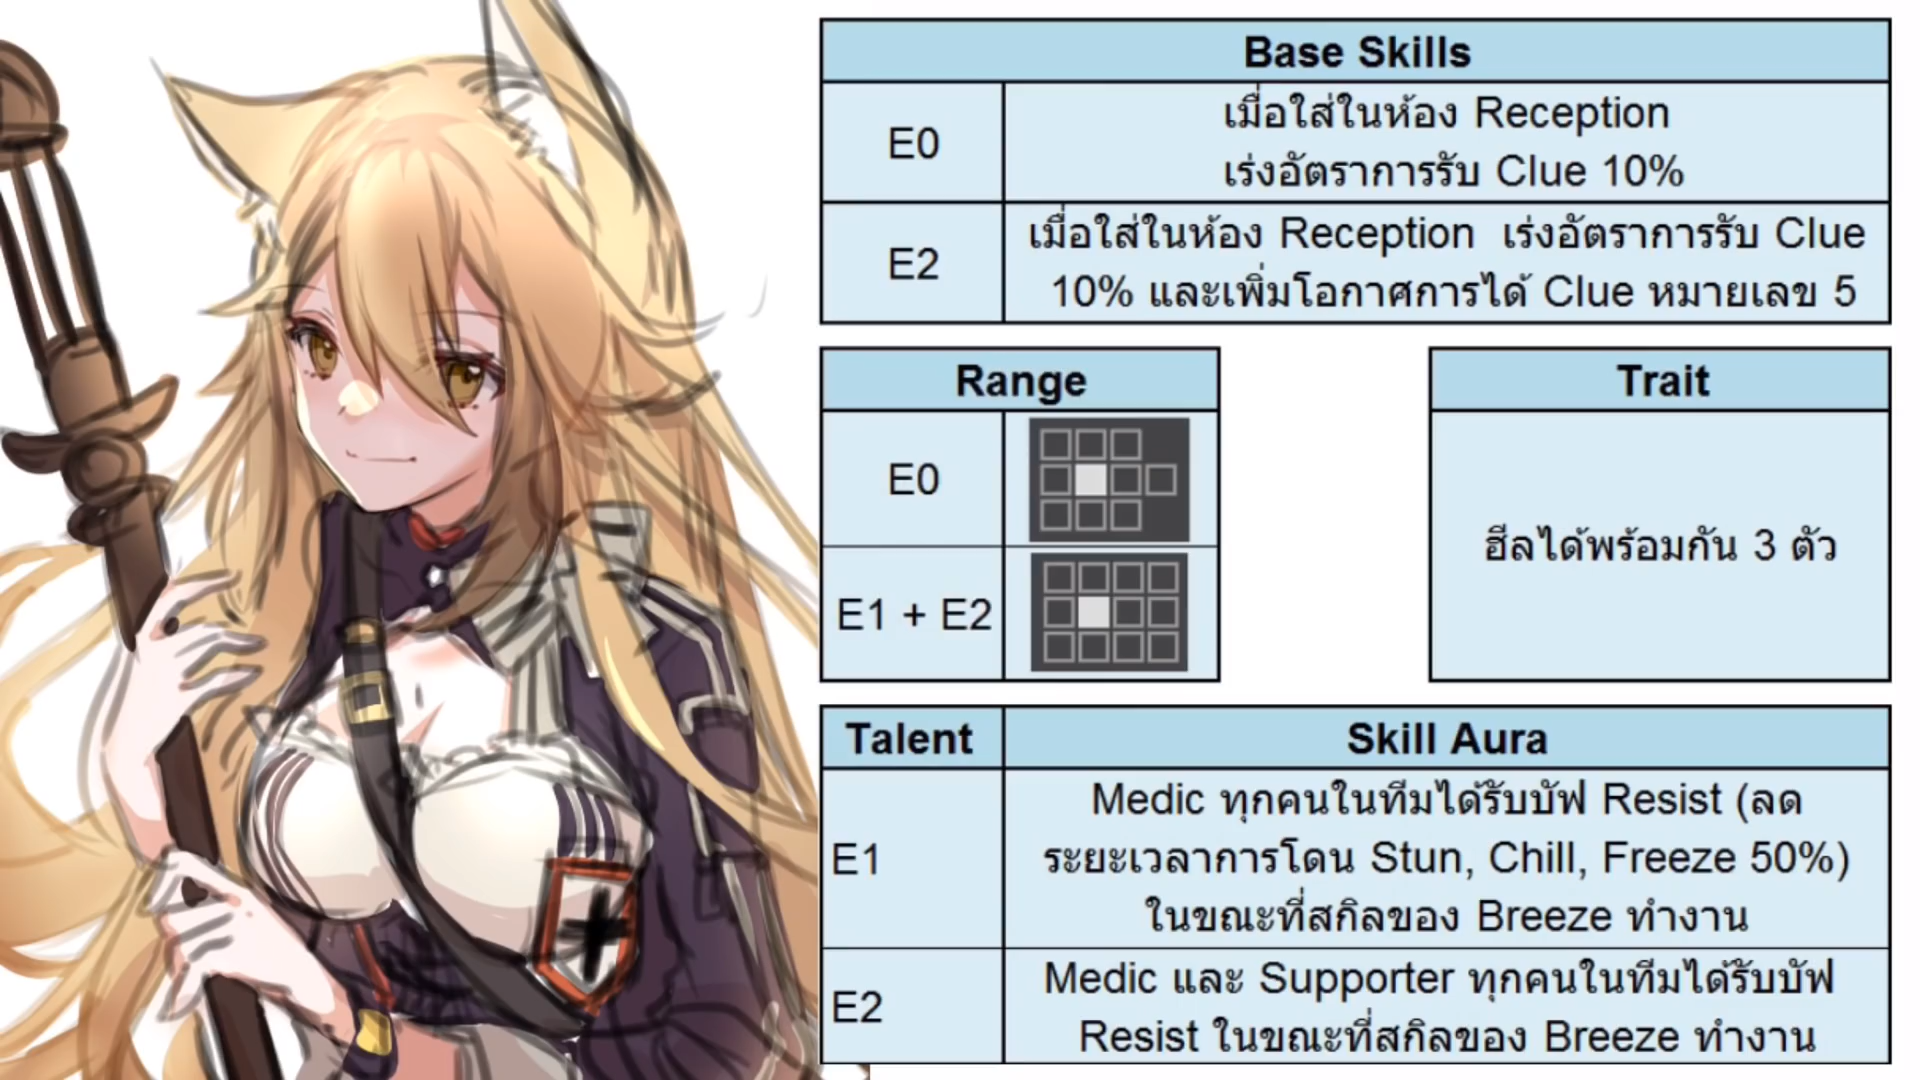 Base Skills
E0
เมื่อใส่ในห้อง Reception
เร่งอัตราการรับ Clue 10%
E2
เมื่อใส่ในห้อง Reception เร่งอัตราการรับ Clue
10% และเพิ่มโอกาศการได้ Clue หมายเลข 5
Range
E0
E1 + E2
Trait
ฮีลได้พร้อมกัน 3 ตัว
Talent
Skill Aura
E1
Medic ทุกคนในทีมได้รับบัฟ Resist (ลด
ระยะเวลาการโดน Stun, Chill, Freeze 50%)
ในขณะที่สกิลของ Breeze ทำงาน
E2
Medic และ Supporter ทุกคนในทีมได้รับบัฟ
Resist ในขณะที่สกิลของ Breeze ทำงาน